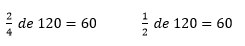 2/4 de 120 = 60   1/2 de 120 = 60